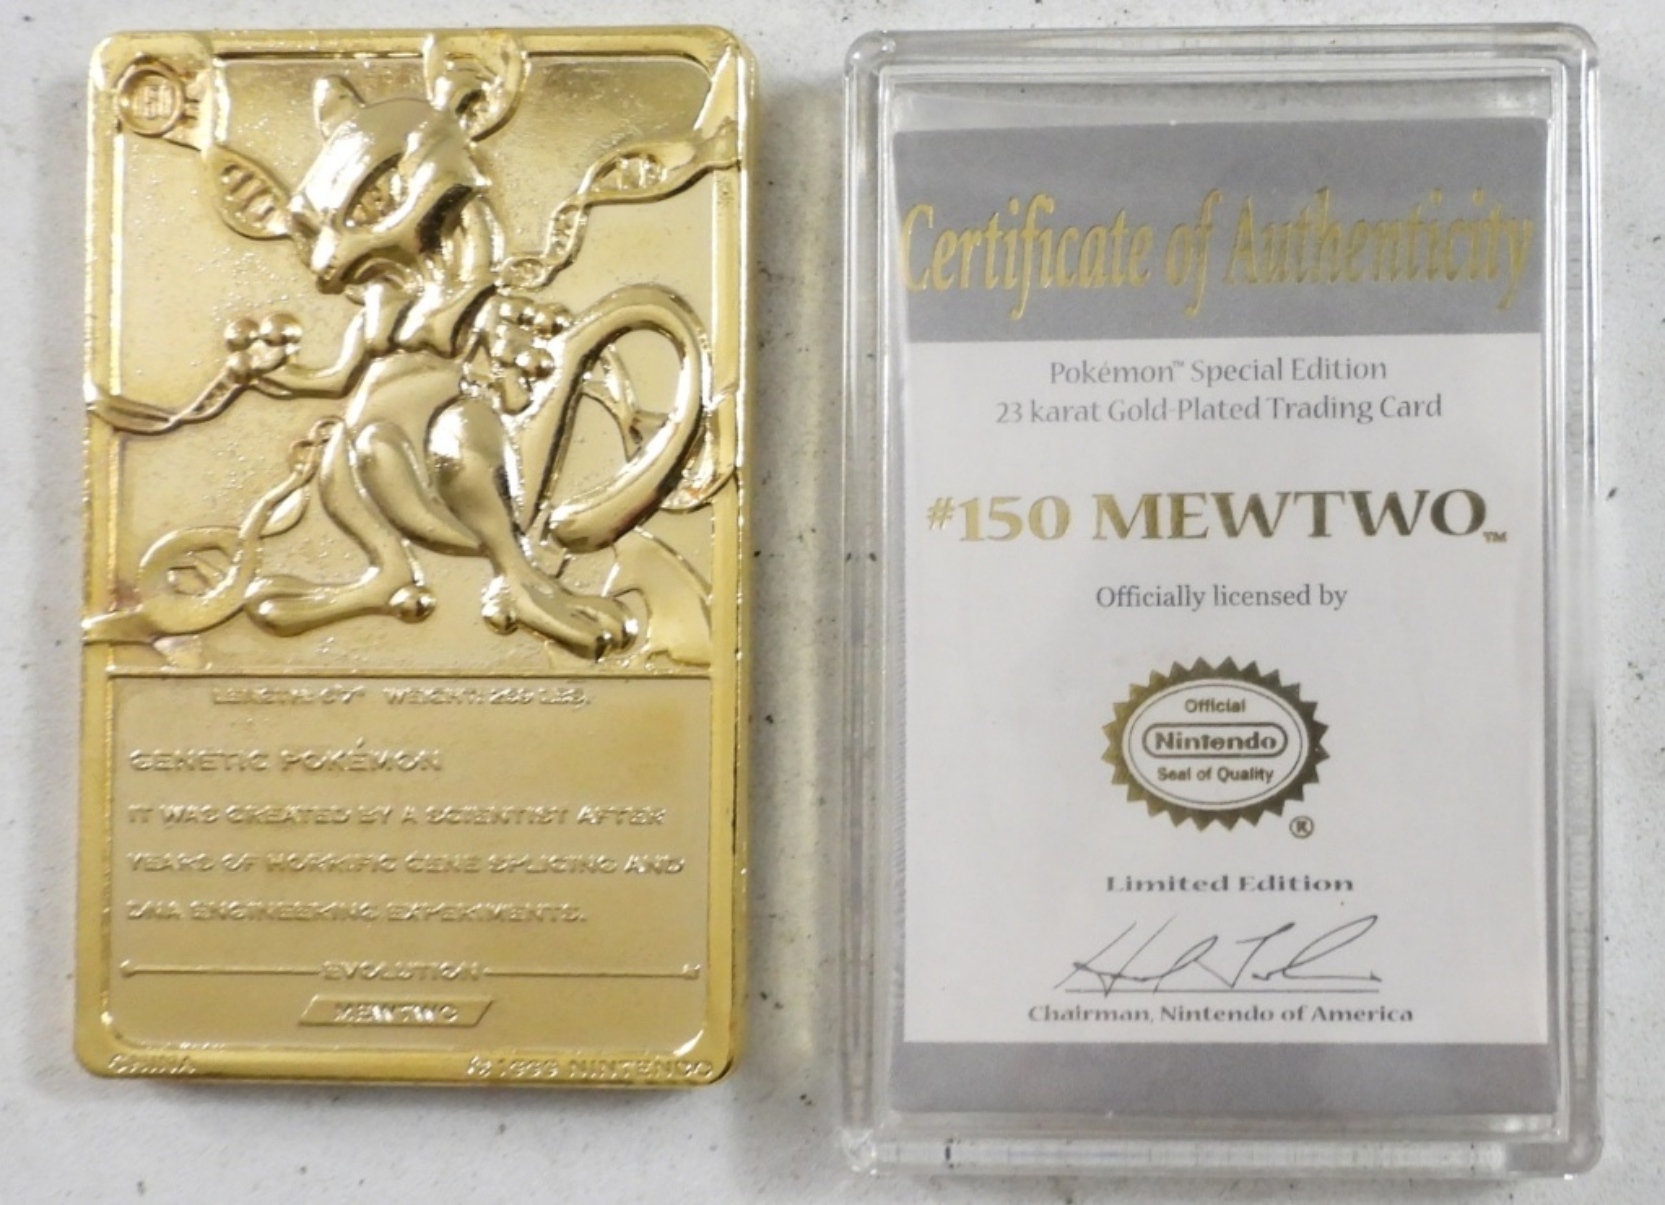 LENGTH: 6'7" WEIGHT: 269 LBS.
GENETIC POKÉMON
IT WAS CREATED BY A SCIENTIST AFTER
YEARS OF HORRIFIC GENE SPLICING AND
DNA ENGINEERING EXPERIMENTS.
EVOLUTION
MEWTWO
CHINA
© 1999 NINTENDO
Certificate of Authenticity
Pokémon™ Special Edition
23 karat Gold-Plated Trading Card
#150 MEWTWO™
Officially licensed by
Official
Nintendo
Seal of Quality
®
Limited Edition
Chairman, Nintendo of America